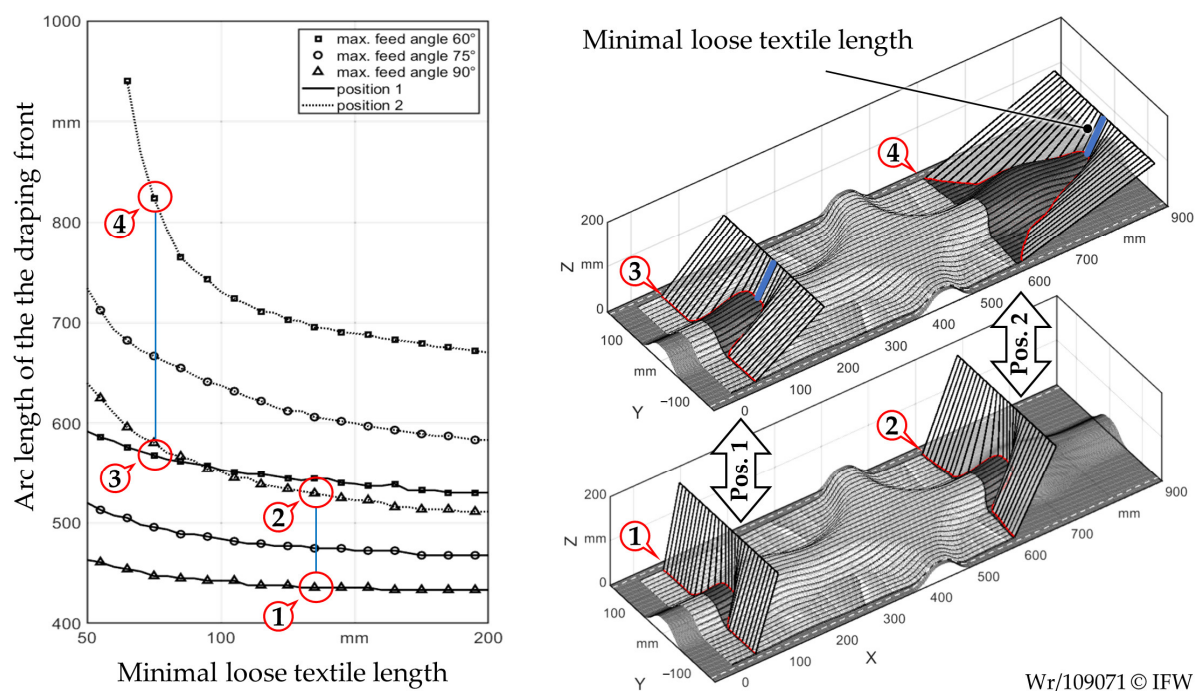 1000
mm
800
700
600
500
400
50
100
mm
200
Arc length of the the draping front
Minimal loose textile length
max. feed angle 60°
max. feed angle 75°
max. feed angle 90°
position 1
position 2
4
3
2
1
Minimal loose textile length
4
3
200
Z mm
0
100
mm
Y
−100
0
100
200
300
400
500
600
700
mm
900
Pos. 1
Pos. 2
2
1
200
Z mm
0
100
mm
Y
−100
0
100
200
300
400
500
600
700
mm
900
X
Wr/109071 © IFW